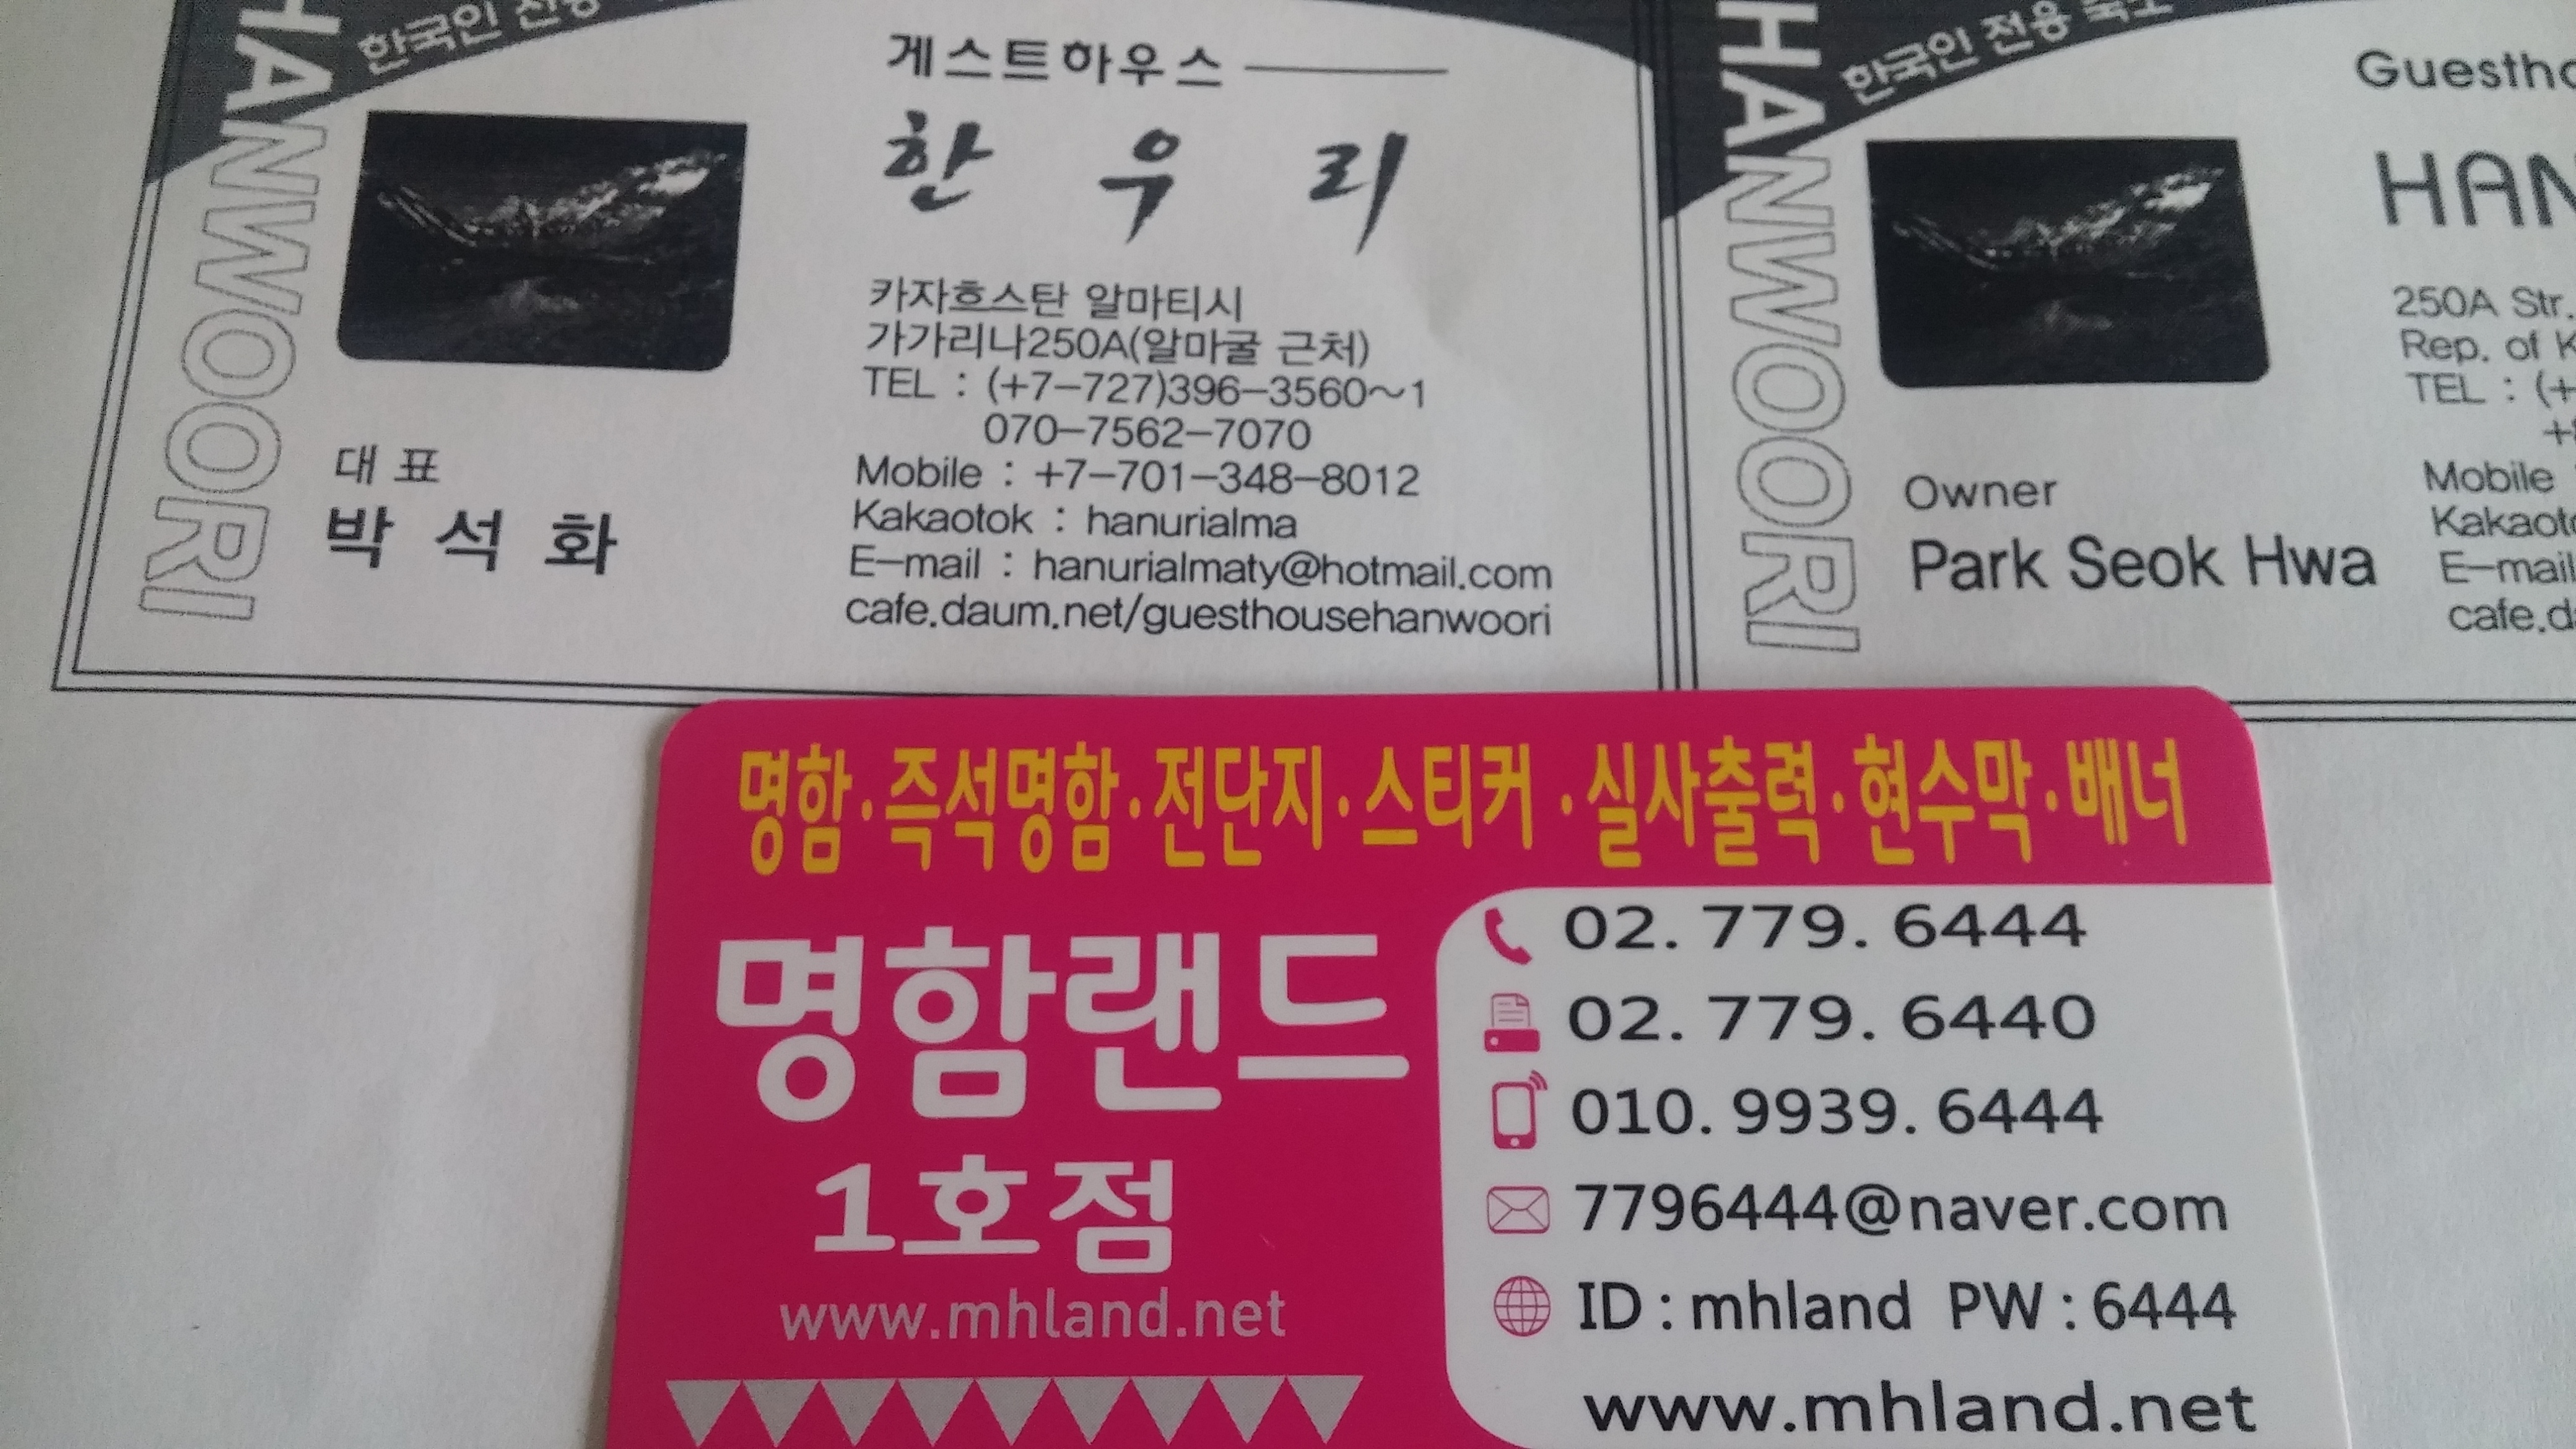 HANWOORI
한국인 전용
게스트하우스
한 우 리
카자흐스탄 알마티시
가가리나250A(알마굴 근처)
TEL : (+7-727)396-3560~1
070-7562-7070
Mobile : +7-701-348-8012
Kakaotok : hanurialma
E-mail : hanurialmaty@hotmail.com
cafe.daum.net/guesthousehanwoori
대 표
박 석 화
HANWOORI
한국인 전용 숙소
Guestho
HAN
250A Str.
Rep. of K
TEL : (+
Mobile
Kakaoto
E-mail
cafe.da
Owner
Park Seok Hwa
명함·즉석명함·전단지·스티커·실사출력·현수막·배너
명함랜드
1호점
www.mhland.net
02. 779. 6444
02. 779. 6440
010. 9939. 6444
7796444@naver.com
ID : mhland PW : 6444
www.mhland.net